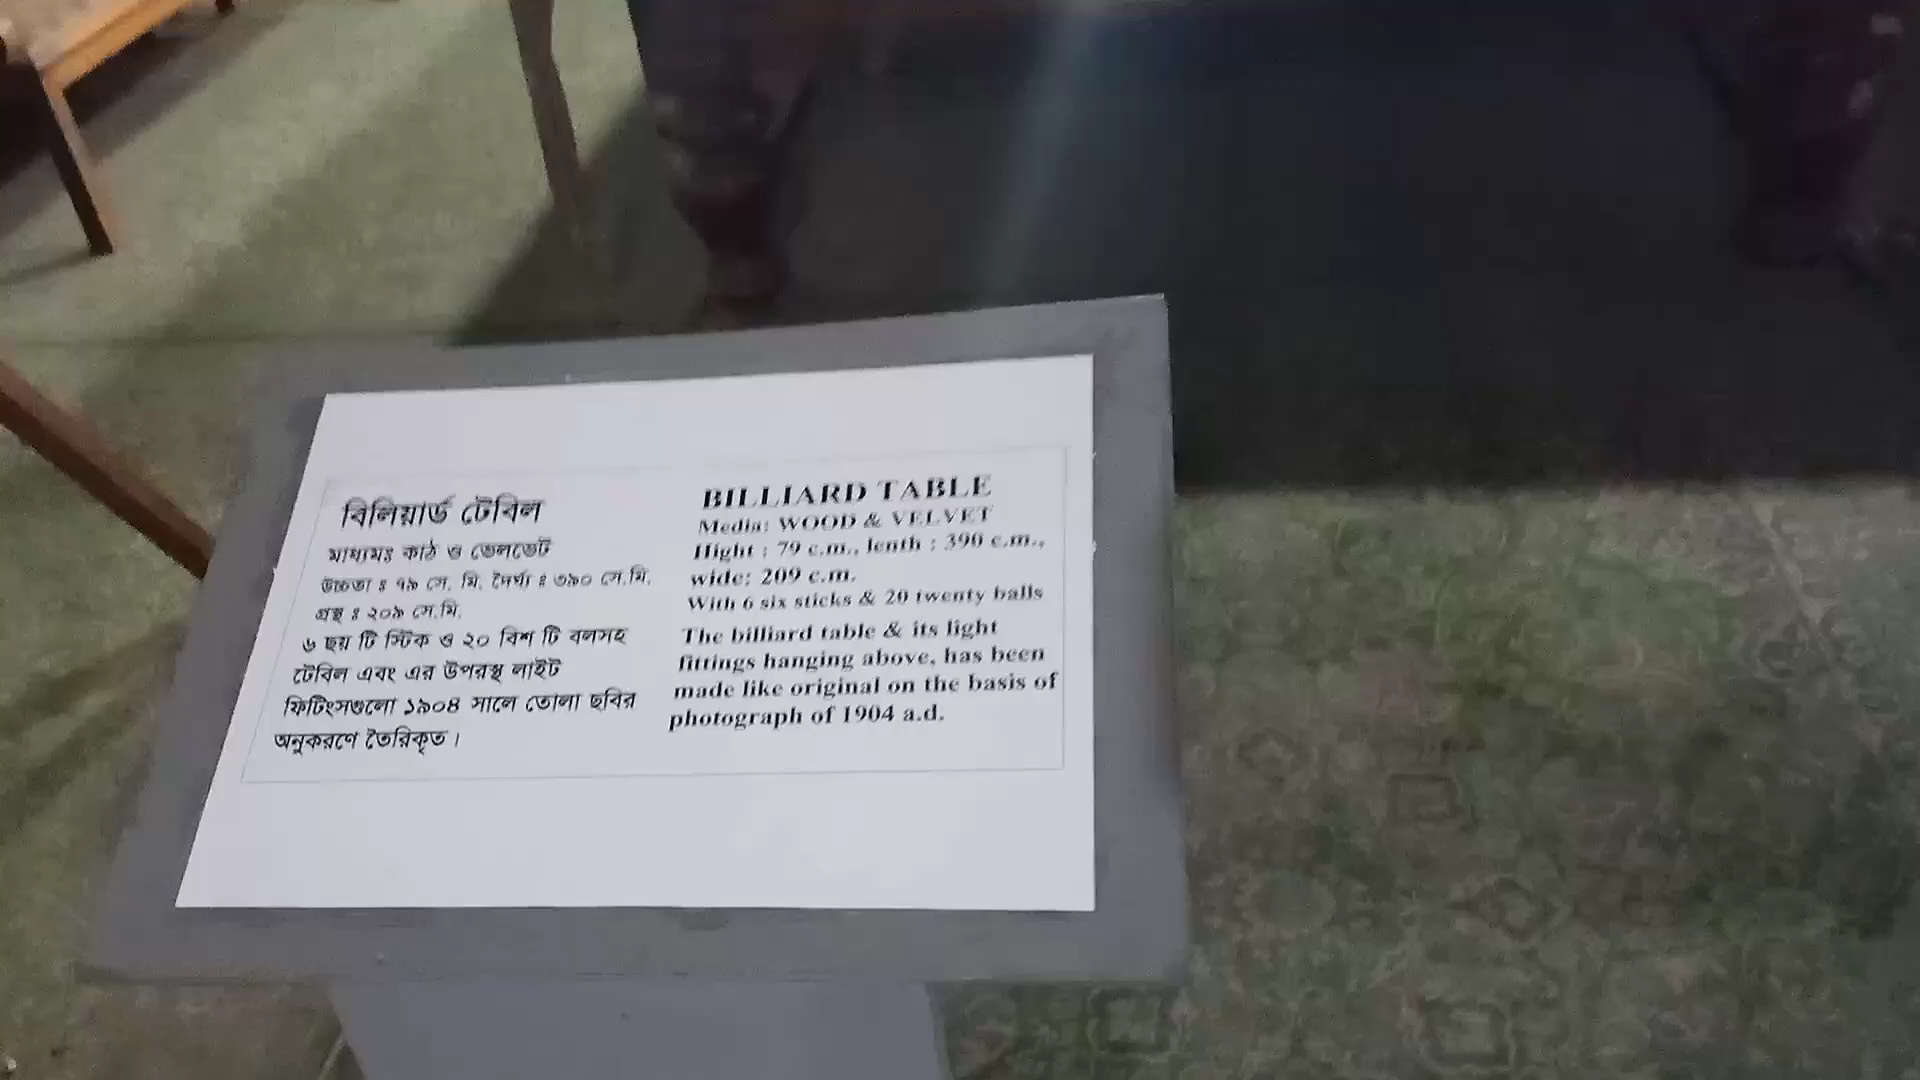 বিলিয়ার্ড টেবিল
মাধ্যমঃ কাঠ ও ভেলভেট
উচ্চতা ঃ ৭৯ সে. মি. দৈর্ঘ্য ঃ ৩৯০ সে.মি.
প্রস্থ ঃ ২০৯ সে.মি.
৬ ছয় টি স্টিক ও ২০ বিশ টি বলসহ
টেবিল এবং এর উপরস্থ লাইট
ফিটিংসগুলো ১৯০৪ সালে তোলা ছবির
অনুকরণে তৈরিকৃত।
BILLIARD TABLE
Media: WOOD & VELVET
Hight : 79 c.m., lenth : 390 c.m.,
wide: 209 c.m.
With 6 six sticks & 20 twenty balls
The billiard table & its light
fittings hanging above, has been
made like original on the basis of
photograph of 1904 a.d.